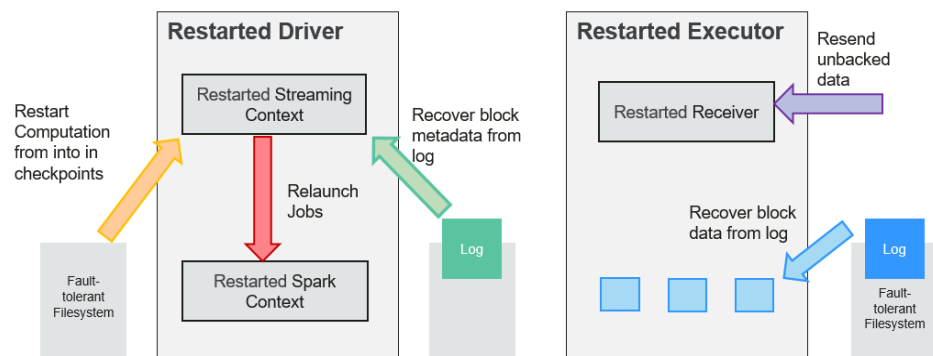 Restarted Driver
Restarted Streaming
Context
Restart
Computation
from into in
checkpoints
Recover block
metadata from
log
Relaunch
Jobs
Log
Fault-
tolerant
Filesystem
Restarted Spark
Context
Restarted Executor
Resend
unbacked
data
Restarted Receiver
Recover block
data from log
Log
Fault-
tolerant
Filesystem